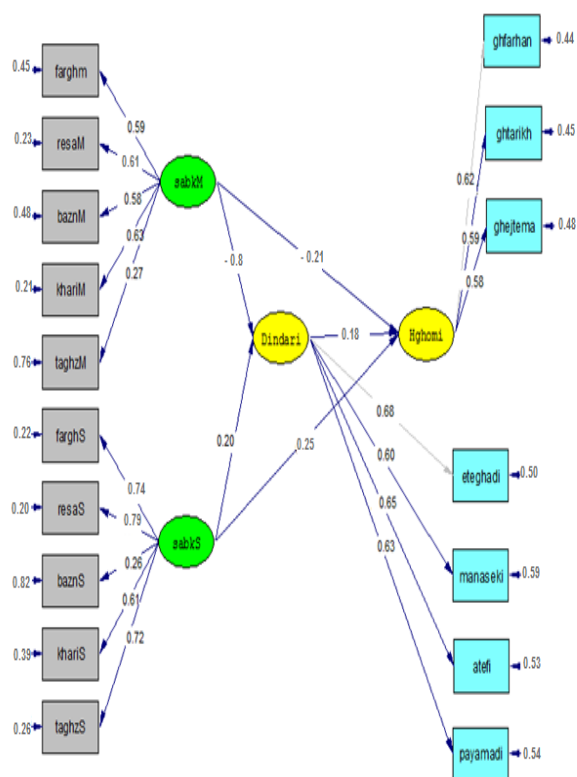 0.45
farghm
0.59
0.23
resaM
0.61
0.48
baznM
0.58
0.21
khariM
0.63
0.76
taghzM
0.27
sabkM
0.22
farghS
0.74
0.20
resaS
0.79
0.82
baznS
0.26
0.39
khariS
0.61
0.26
taghzS
0.72
sabkS
- 0.8
- 0.21
Dindari
0.18
Hghomi
0.20
0.25
ghfarhan
0.44
0.62
ghtarikh
0.45
0.59
ghejtema
0.48
0.58
0.68
eteghadi
0.50
0.60
manaseki
0.59
0.65
atefi
0.53
0.63
payamadi
0.54